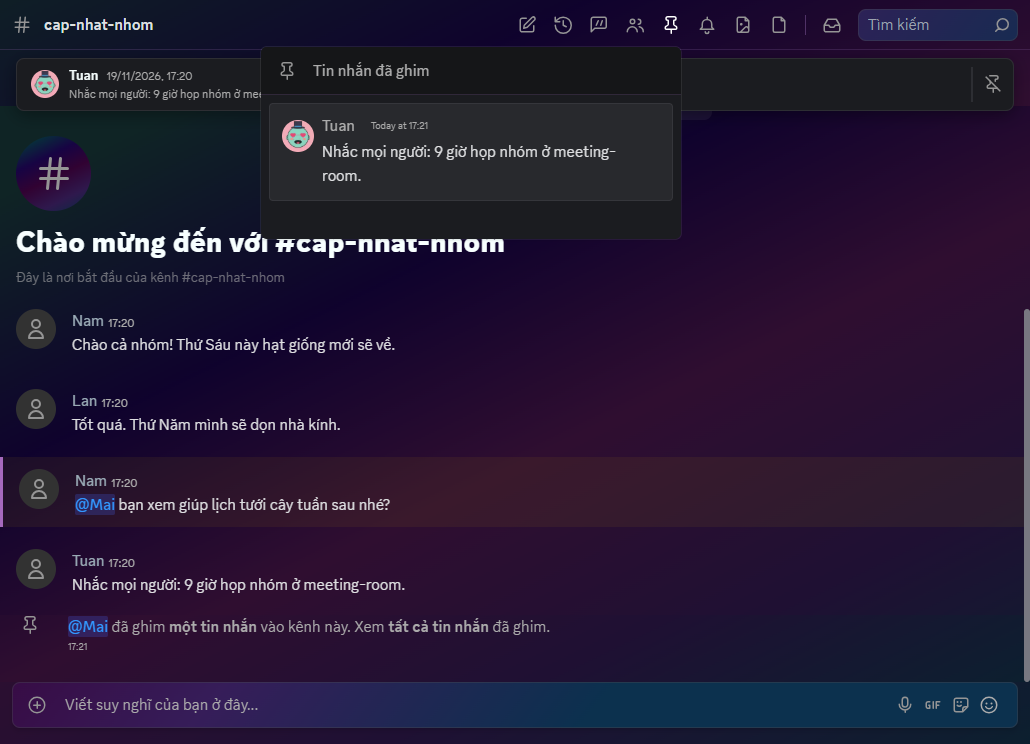 cap-nhat-nhom
Tìm kiếm
Tuan 19/11/2026, 17:20
Nhắc mọi người: 9 giờ họp nhóm ở mee
Tin nhắn đã ghim
Tuan Today at 17:21
Nhắc mọi người: 9 giờ họp nhóm ở meeting-
room.
Chào mừng đến với #cap-nhat-nhom
Đây là nơi bắt đầu của kênh #cap-nhat-nhom
Nam 17:20
Chào cả nhóm! Thứ Sáu này hạt giống mới sẽ về.
Lan 17:20
Tốt quá. Thứ Năm mình sẽ dọn nhà kính.
Nam 17:20
@Mai bạn xem giúp lịch tưới cây tuần sau nhé?
Tuan 17:20
Nhắc mọi người: 9 giờ họp nhóm ở meeting-room.
@Mai đã ghim một tin nhắn vào kênh này. Xem tất cả tin nhắn đã ghim.
17:21
Viết suy nghĩ của bạn ở đây...
GIF